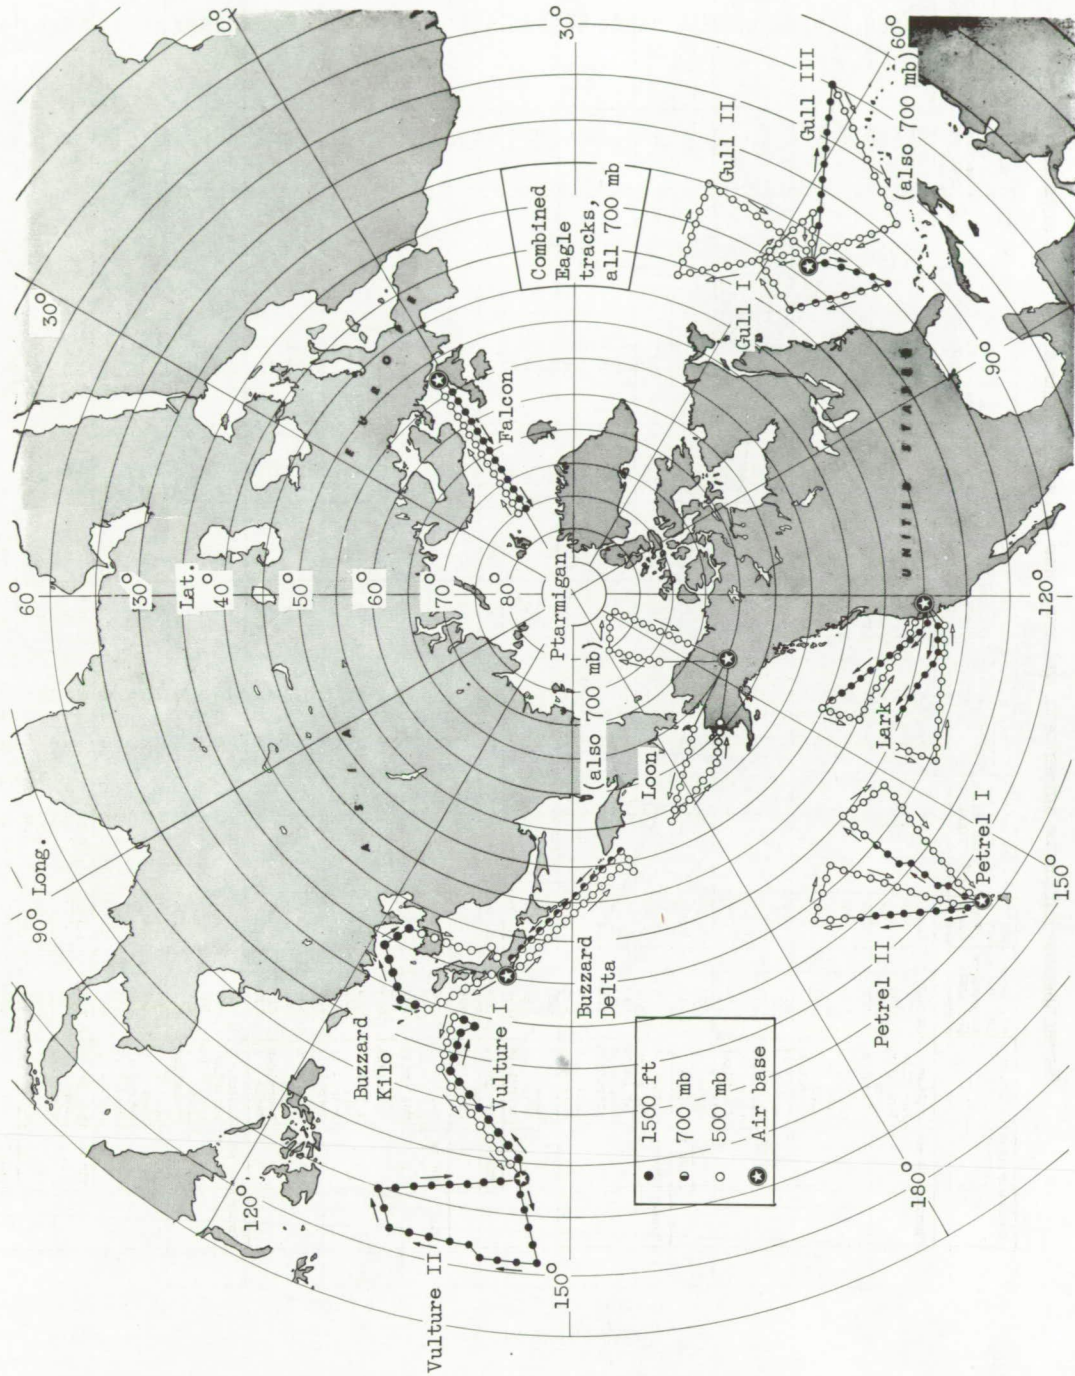 0°
30°
60°
30°
Gull II
Gull III
(also 700 mb)
Combined
Eagle
tracks,
all 700 mb
Gull I
90°
EUROPE
Falcon
UNITED STATES
60°
30°
Lat.
40°
50°
60°
70°
80°
Ptarmigan
(also 700 mb)
120°
ASIA
Loon
Lark
90° Long.
Petrel I
150°
Buzzard
Delta
Petrel II
Buzzard
Kilo
Vulture I
1500 ft
700 mb
500 mb
Air base
120°
180°
Vulture II
150°